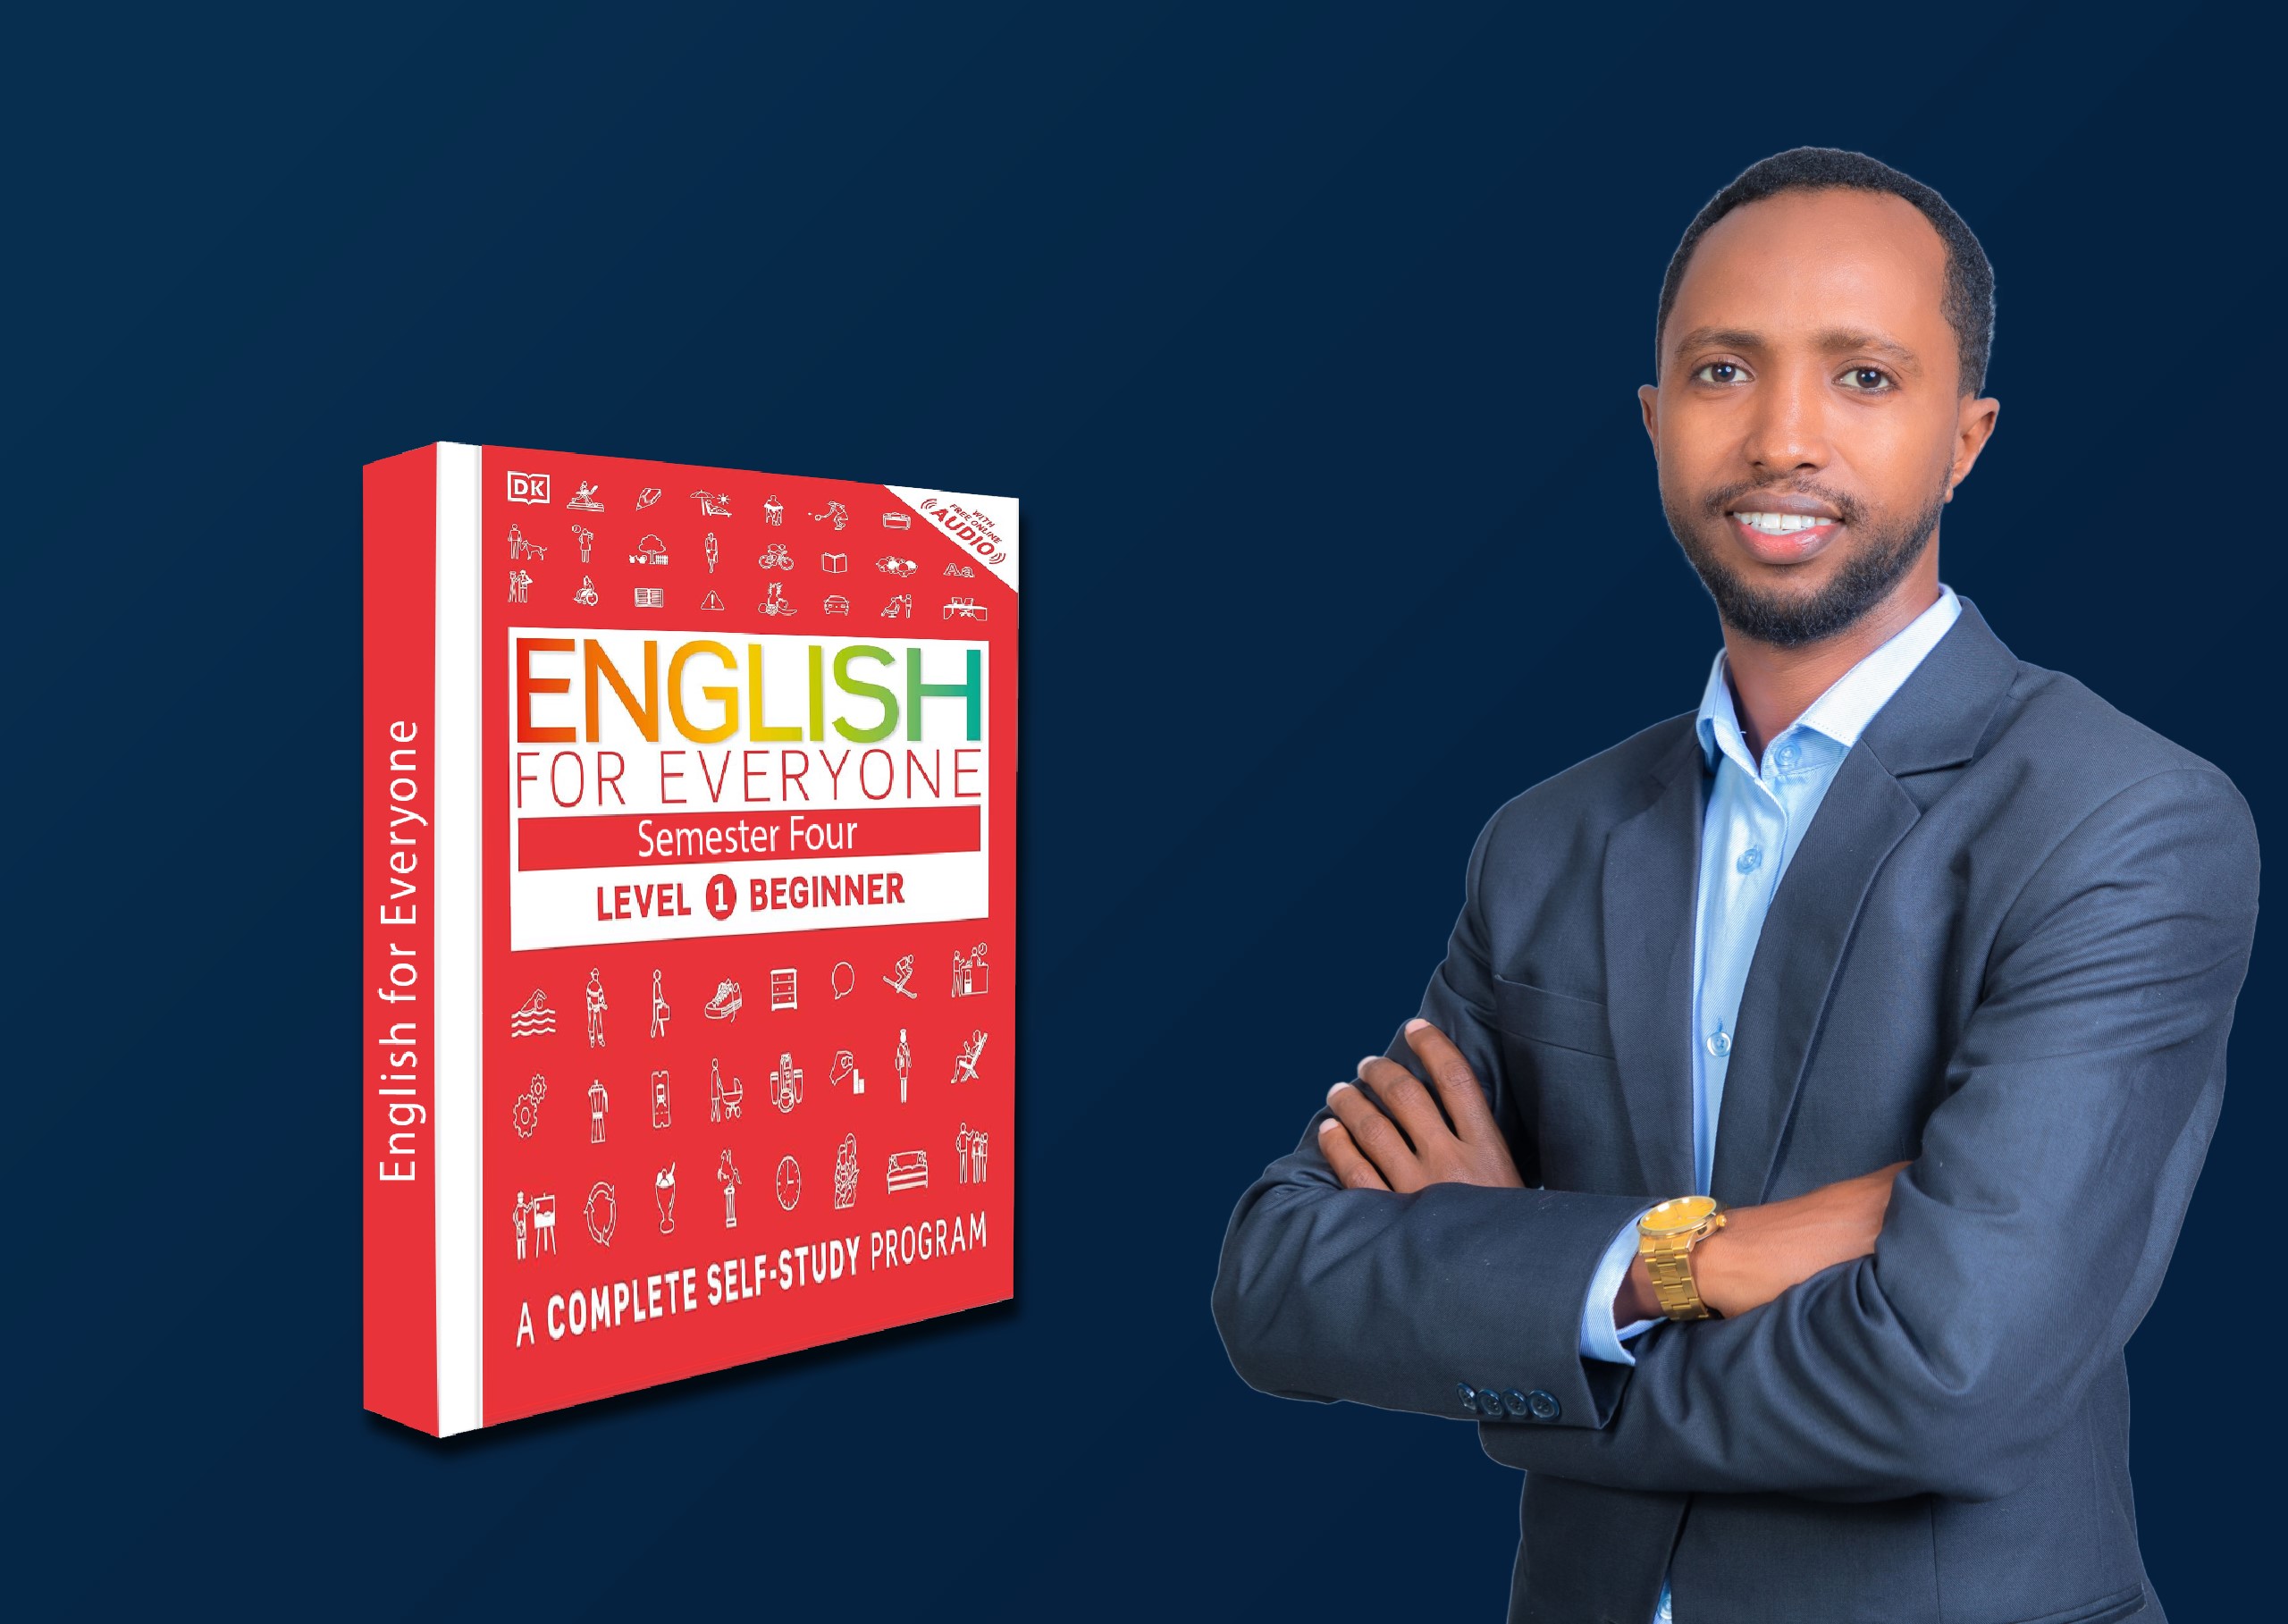 English for Everyone
DK
WITH
FREE ONLINE
AUDIO
Aa
ENGLISH
FOR EVERYONE
Semester Four
LEVEL 1 BEGINNER
A COMPLETE SELF-STUDY PROGRAM